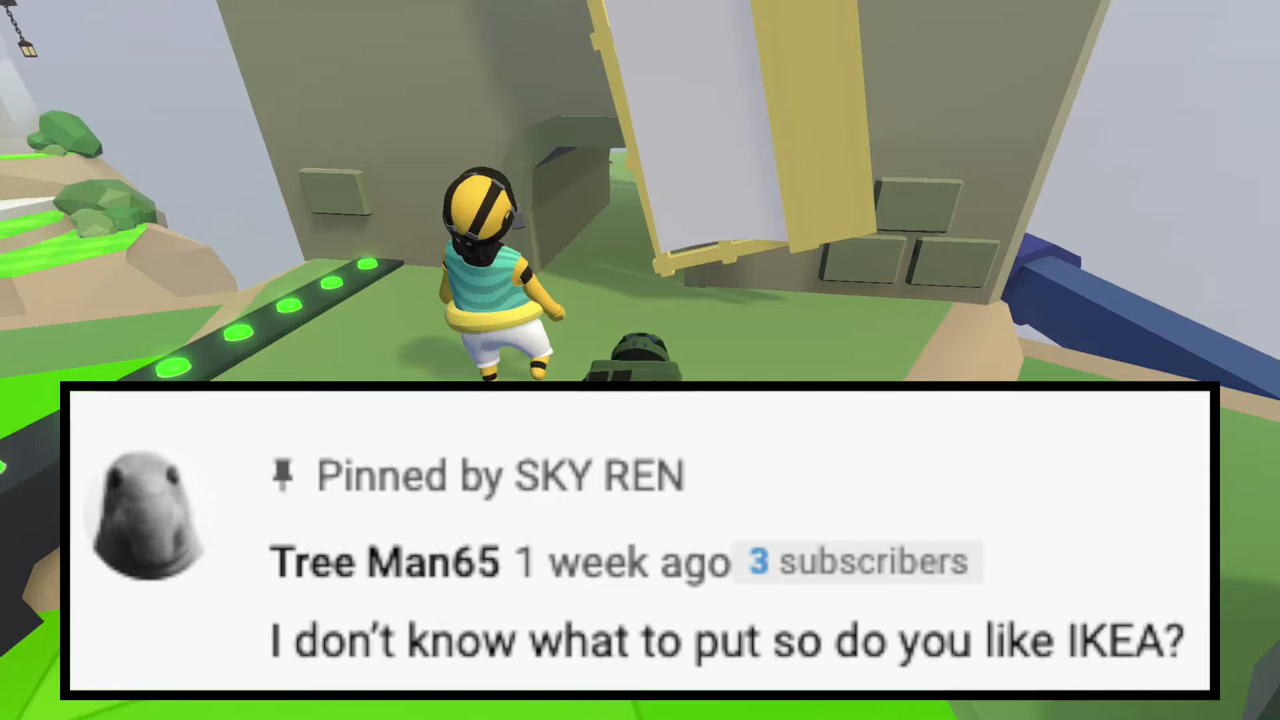 Pinned by SKY REN
Tree Man65 1 week ago 3 subscribers
I don't know what to put so do you like IKEA?